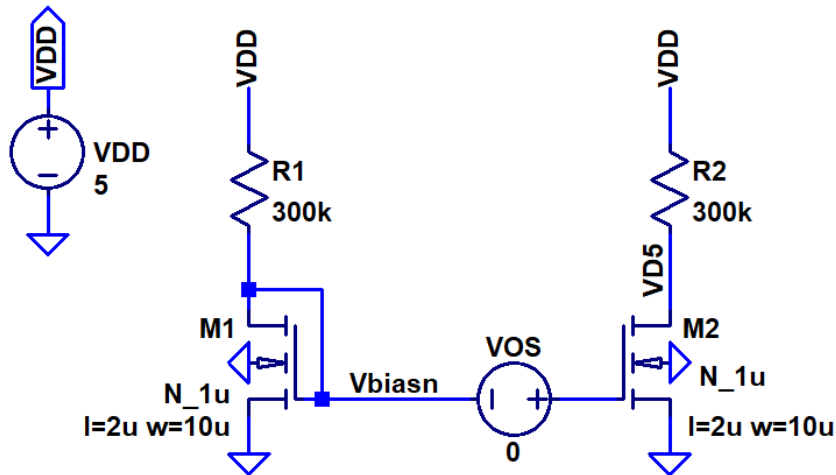 VDD
VDD
5
VDD
R1
300k
M1
N_1u
l=2u w=10u
Vbiasn
VOS
0
VDD
R2
300k
VD5
M2
N_1u
l=2u w=10u